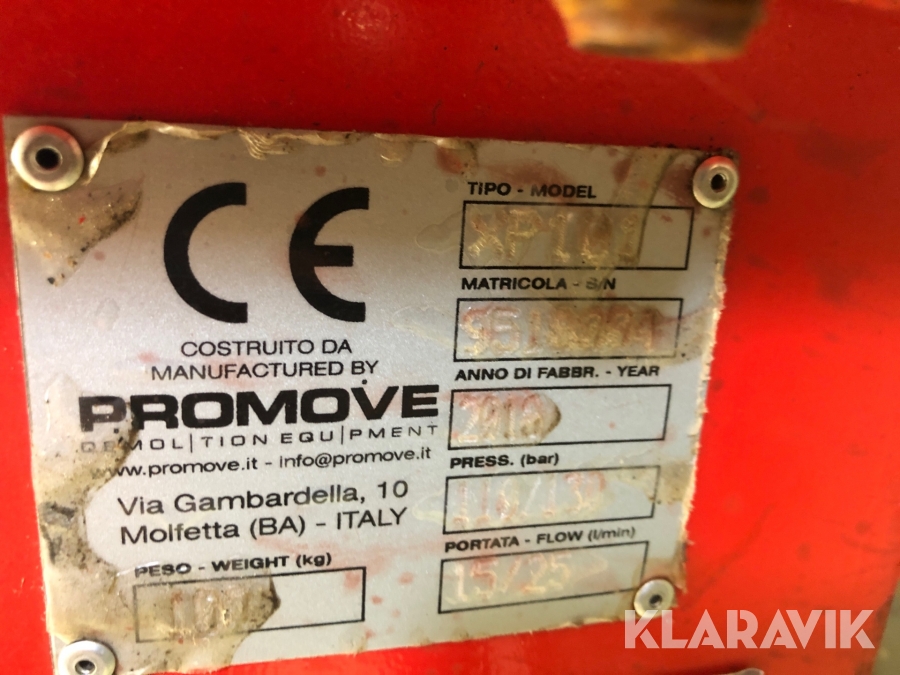 CE
COSTRUITO DA
MANUFACTURED BY
PROMOVE
DEMOLITION EQUIPMENT
www.promove.it - info@promove.it
Via Gambardella, 10
Molfetta (BA) - ITALY
PESO - WEIGHT (kg)
TIPO - MODEL
MATRICOLA - S/N
ANNO DI FABBR. - YEAR
PRESS. (bar)
PORTATA - FLOW (l/min)
15/25
KLARAVIK